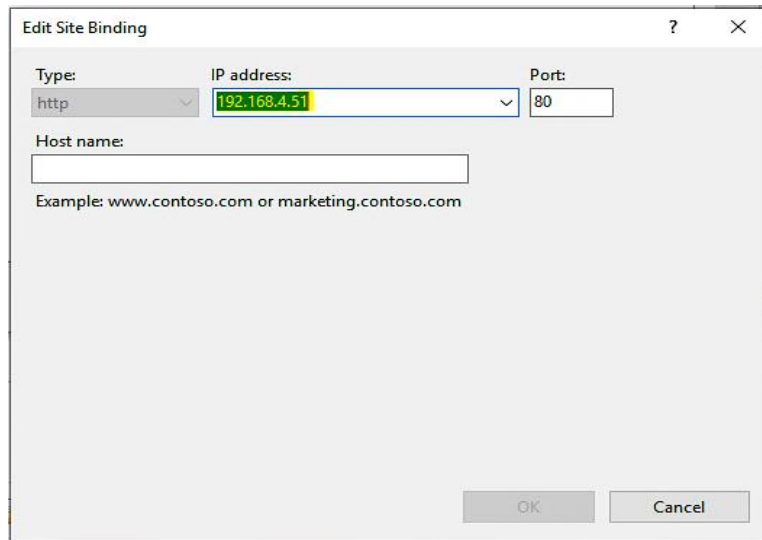 Edit Site Binding ?
Type: IP address: Port:
http 192.168.4.51 80
Host name:
Example: www.contoso.com or marketing.contoso.com
OK Cancel